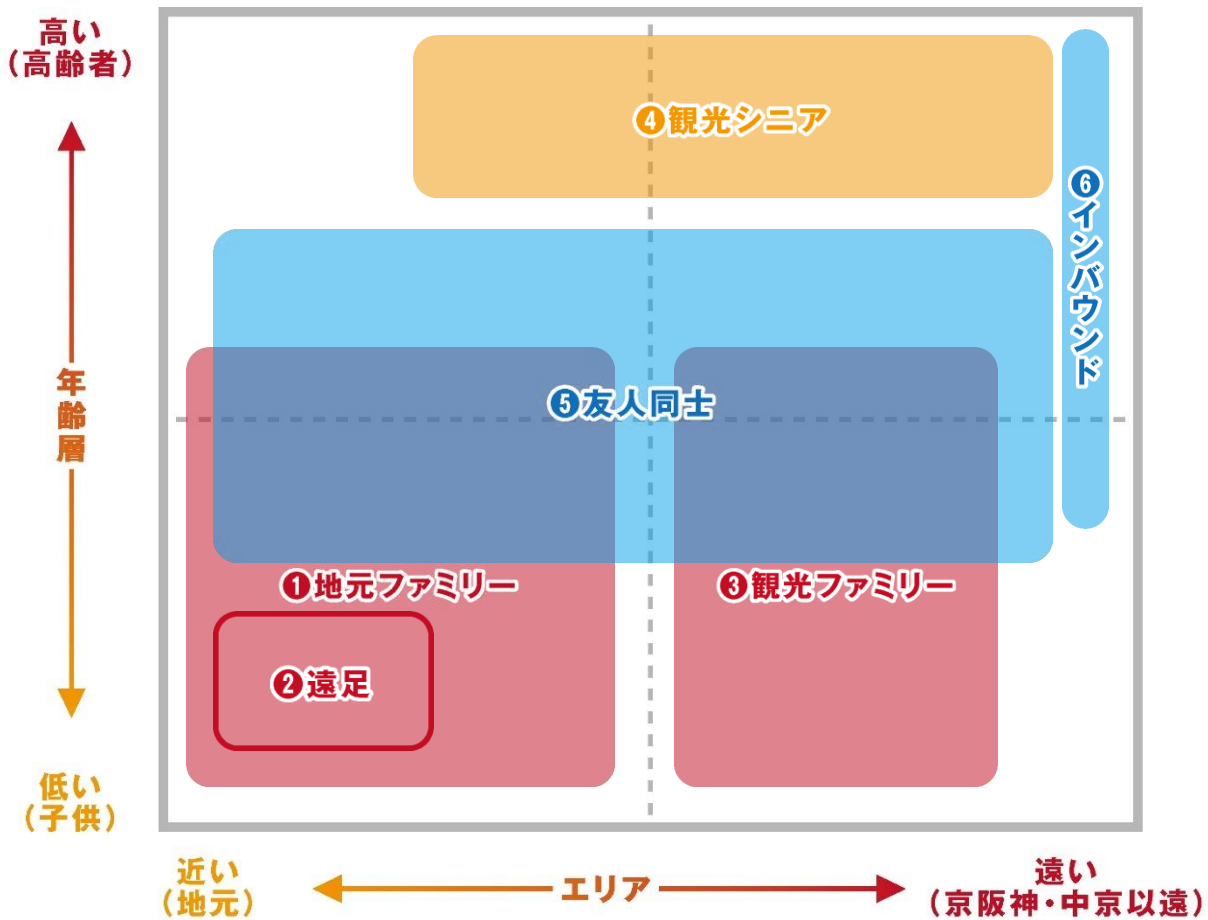 高い
（高齢者）
年齢層
低い
（子供）
❹観光シニア
❻インバウンド
❺友人同士
❶地元ファミリー
❸観光ファミリー
❷遠足
近い
（地元）
エリア
遠い
（京阪神・中京以遠）